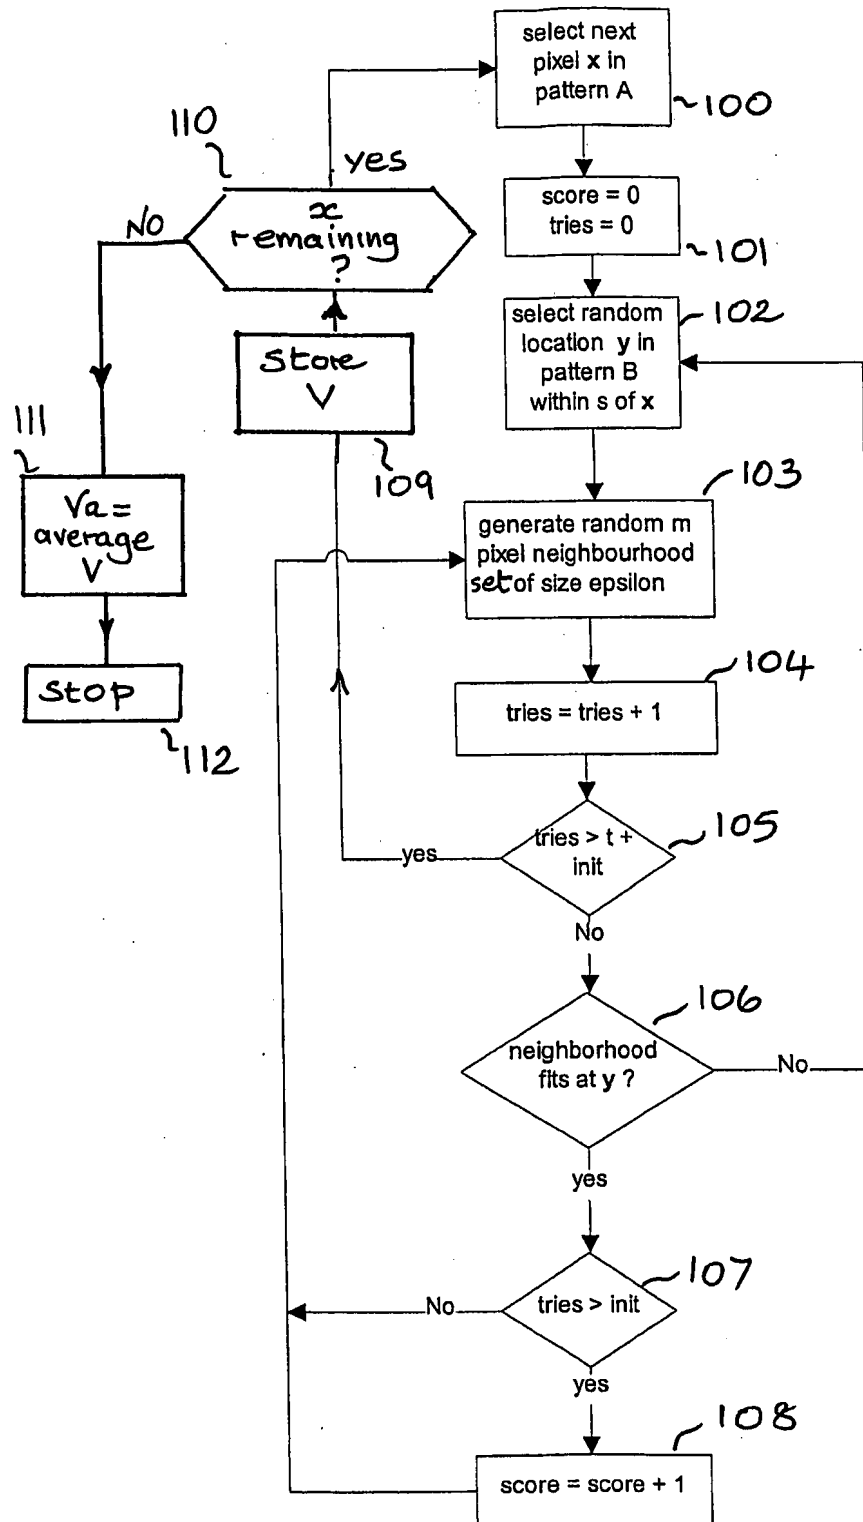 select next
pixel x in
pattern A
100
110
yes
x
remaining
?
NO
score = 0
tries = 0
101
select random
location y in
pattern B
within s of x
102
Store
V
109
111
Va =
average
V
103
generate random m
pixel neighbourhood
set of size epsilon
Stop
112
104
tries = tries + 1
105
tries > t +
init
yes
No
106
neighborhood
fits at y ?
No
yes
107
tries > init
No
yes
108
score = score + 1